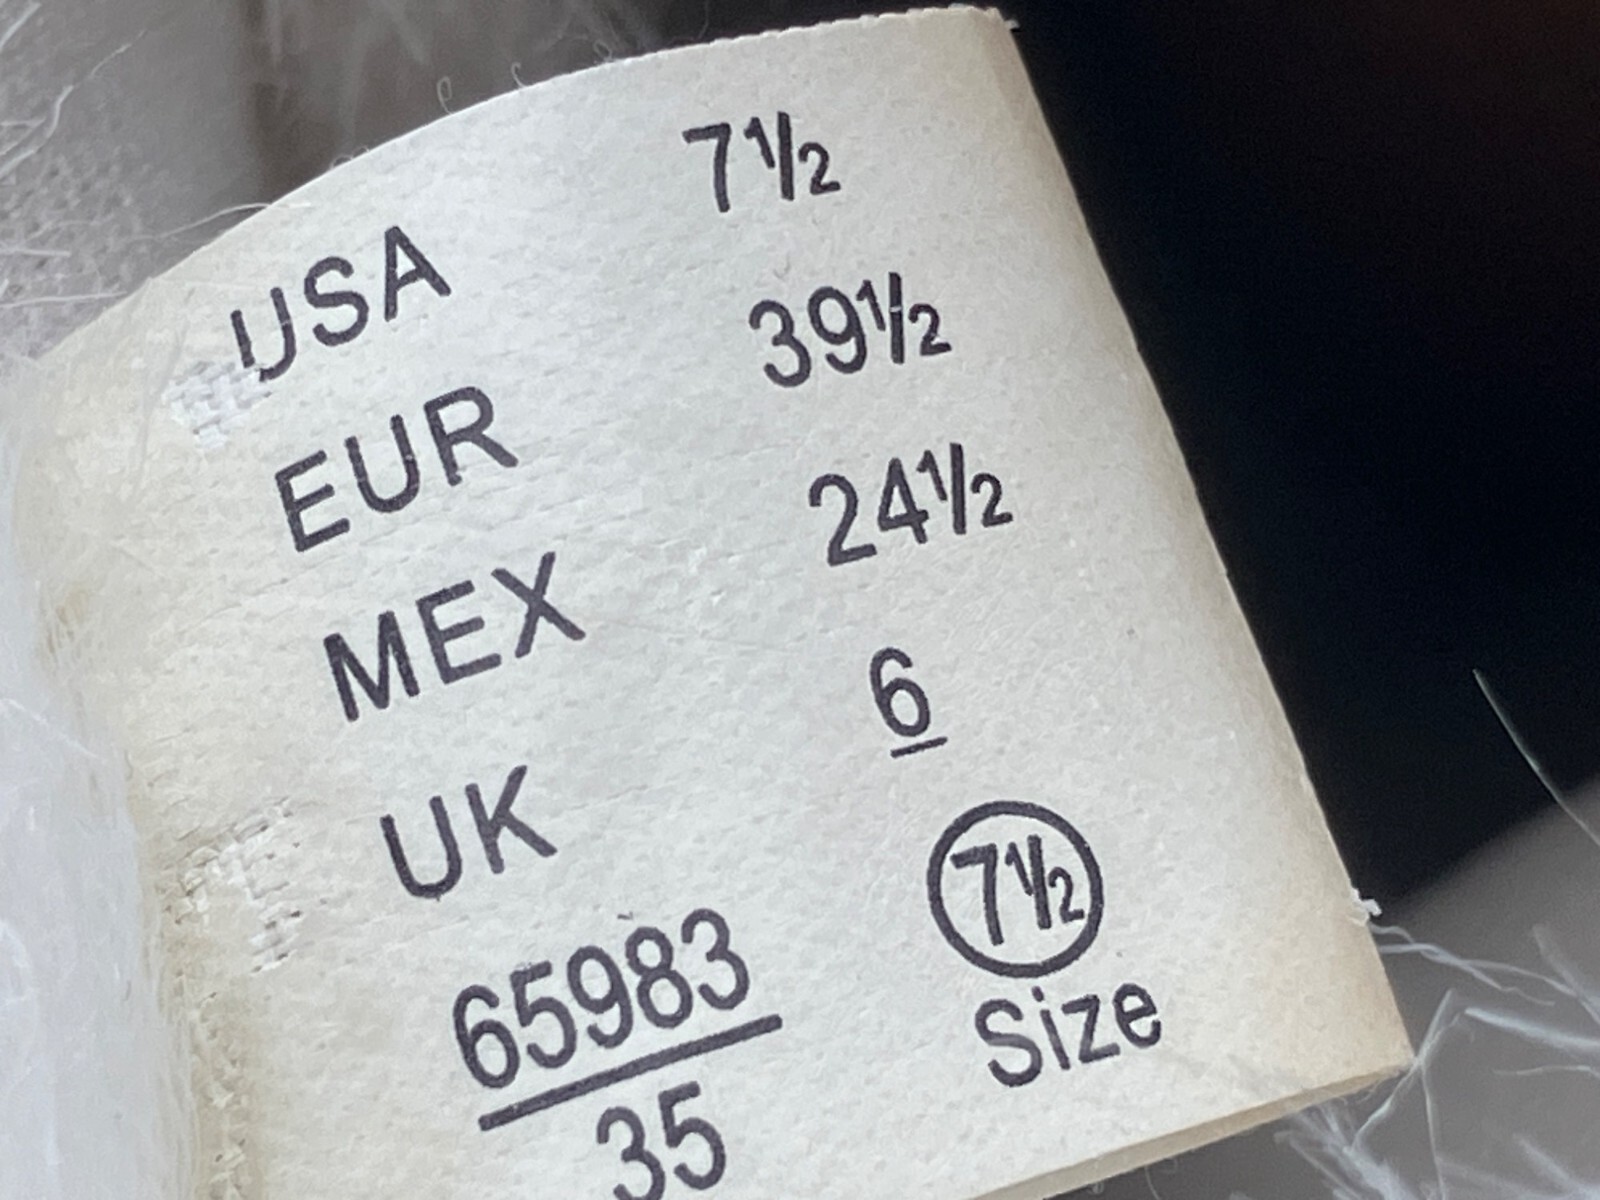 USA 7½
EUR 39½
MEX 24½
UK 6
65983 7½
35 Size